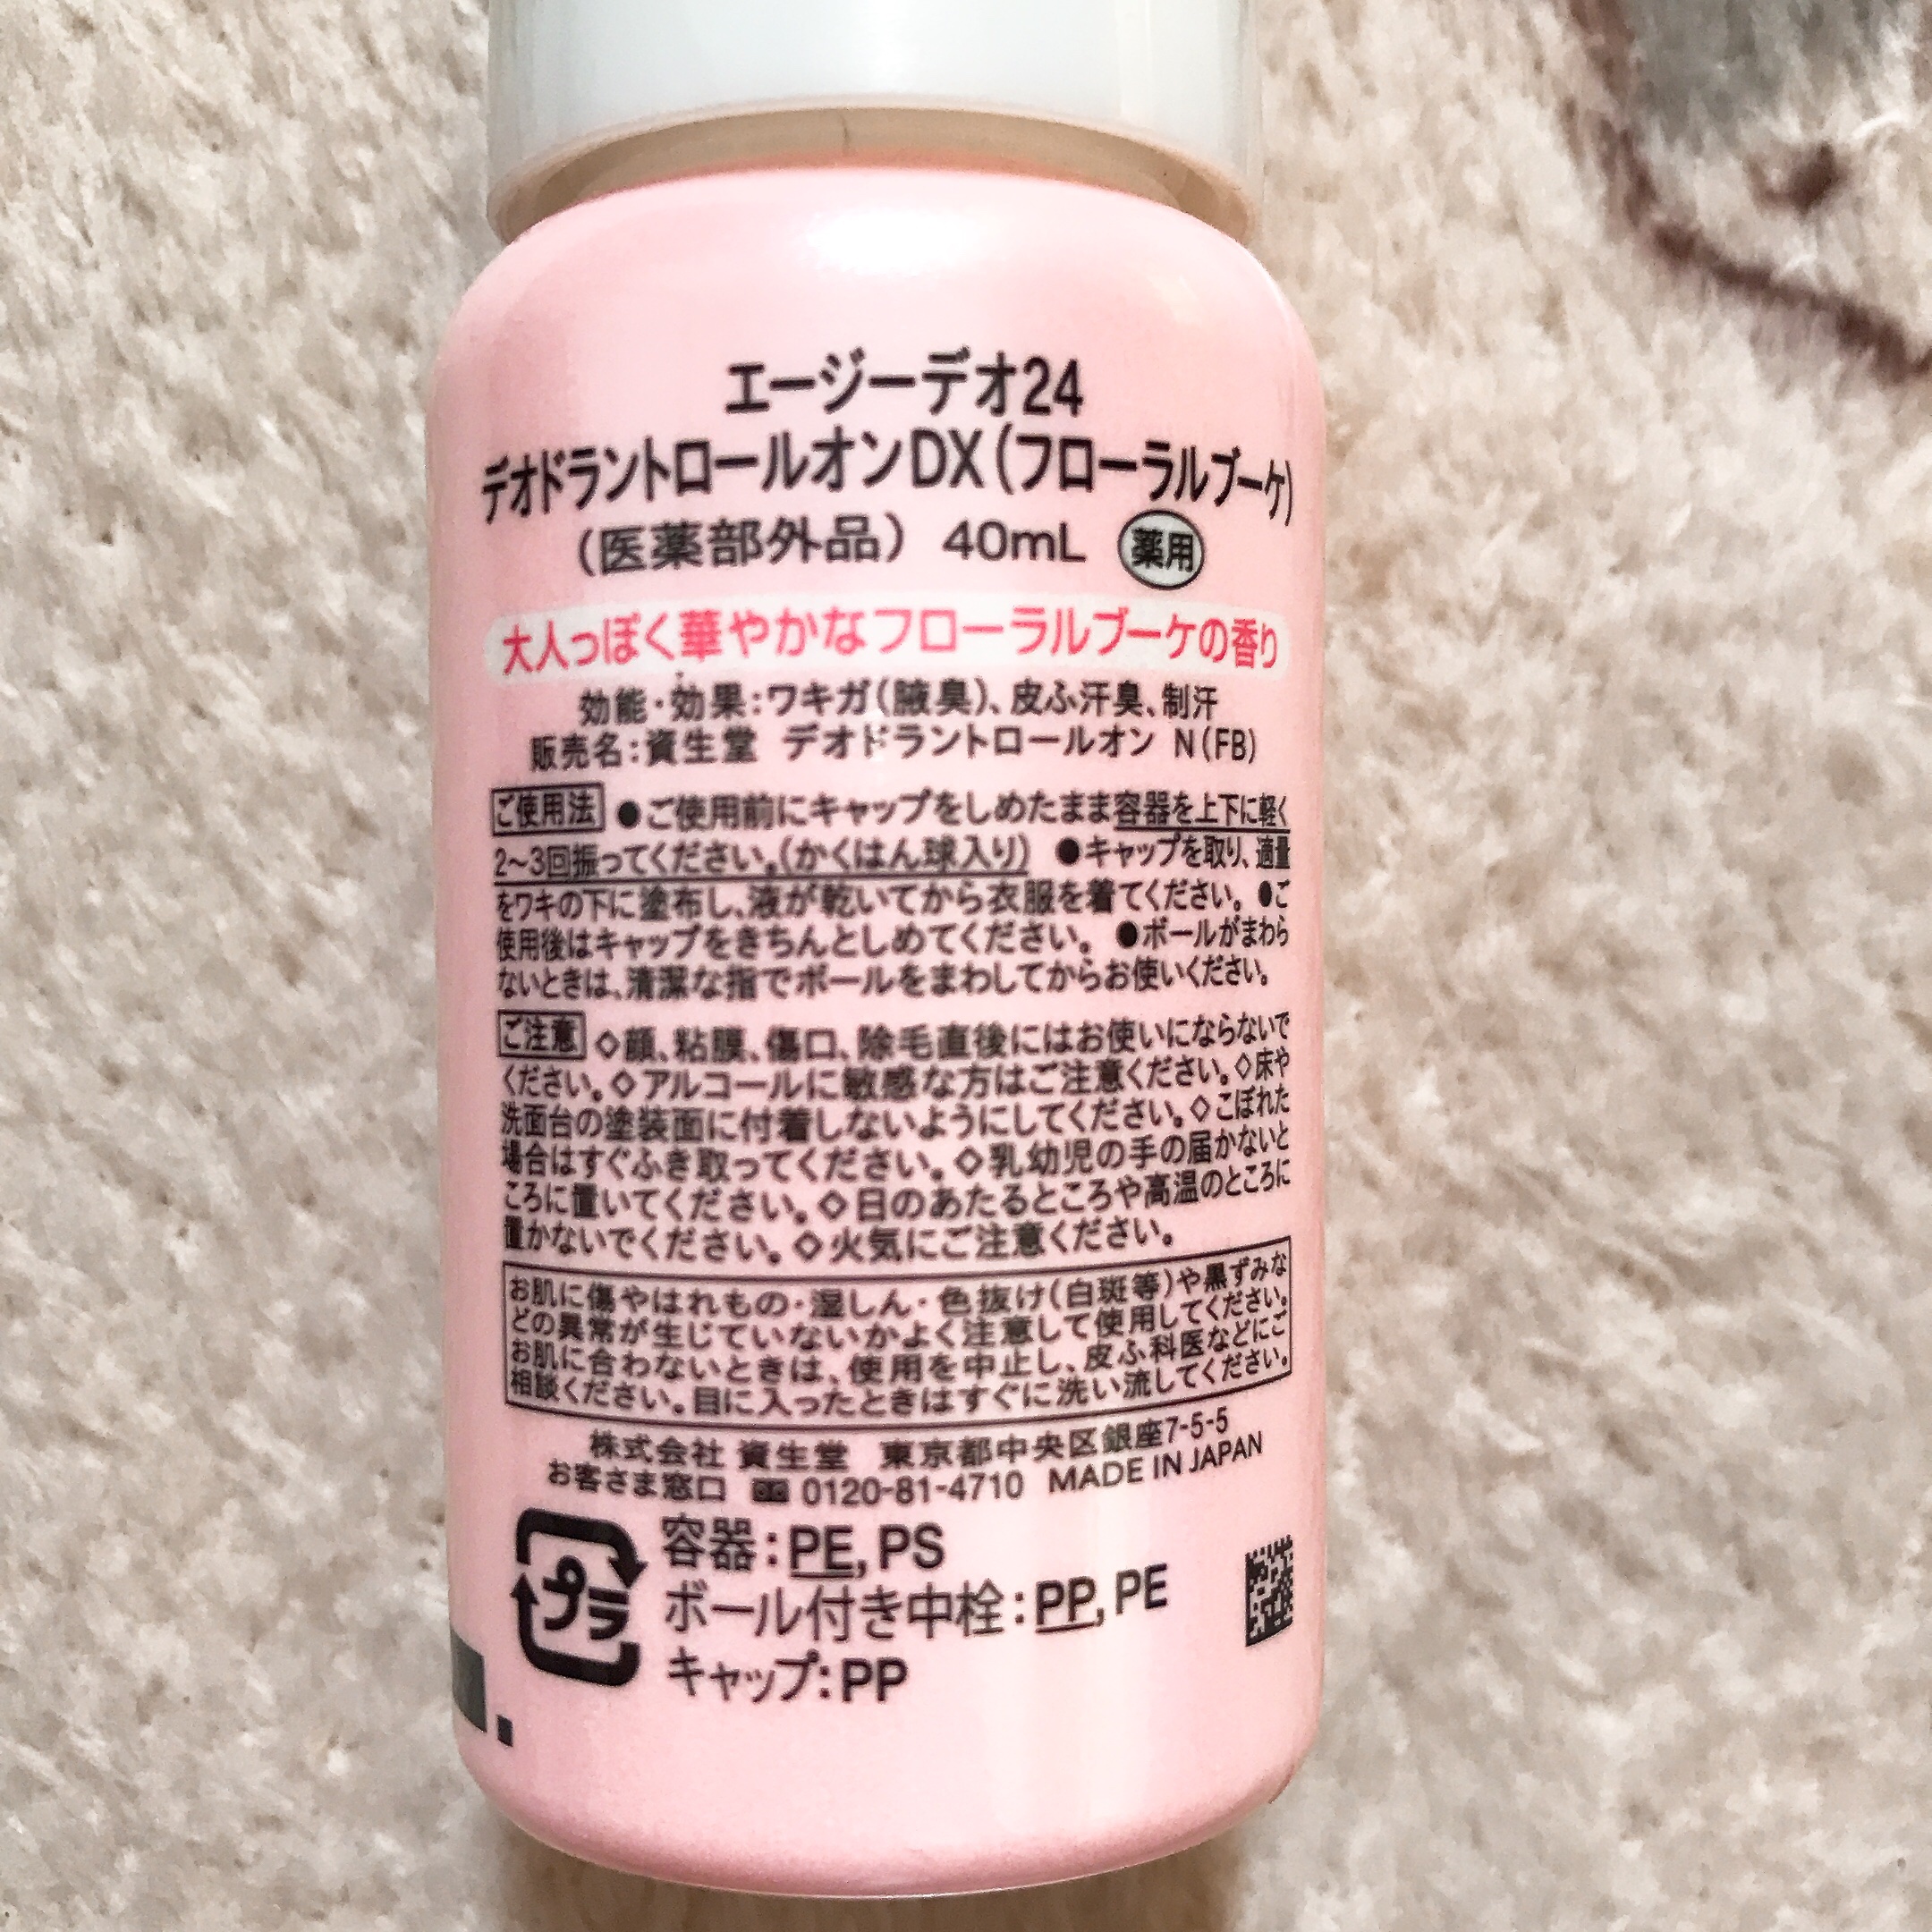 エージーデオ24
デオドラントロールオンDX(フローラルブーケ)
(医薬部外品) 40mL 薬用
大人っぽく華やかなフローラルブーケの香り
効能・効果:ワキガ(腋臭)、皮ふ汗臭、制汗
販売名:資生堂 デオドラントロールオン N(FB)
ご使用法 ●ご使用前にキャップをしめたまま容器を上下に軽く
2~3回振ってください。(かくはん球入り) ●キャップを取り、適量
をワキの下に塗布し、液が乾いてから衣服を着てください。●ご
使用後はキャップをきちんとしめてください。 ●ボールがまわら
ないときは、清潔な指でボールをまわしてからお使いください。
ご注意 ◇顔、粘膜、傷口、除毛直後にはお使いにならないで
ください。◇アルコールに敏感な方はご注意ください。◇床や
洗面台の塗装面に付着しないようにしてください。◇こぼれた
場合はすぐふき取ってください。◇乳幼児の手の届かないと
ころに置いてください。◇日のあたるところや高温のところに
置かないでください。◇火気にご注意ください。
お肌に傷やはれもの・湿しん・色抜け(白斑等)や黒ずみな
どの異常が生じていないかよく注意して使用してください。
お肌に合わないときは、使用を中止し、皮ふ科医などにご
相談ください。目に入ったときはすぐに洗い流してください。
株式会社 資生堂 東京都中央区銀座7-5-5
お客さま窓口 0120-81-4710 MADE IN JAPAN
プラ
容器:PE, PS
ボール付き中栓:PP, PE
キャップ:PP